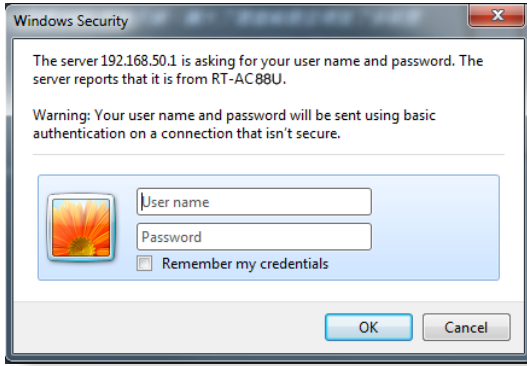 Windows Security
The server 192.168.50.1 is asking for your user name and password. The
server reports that it is from RT-AC88U.
Warning: Your user name and password will be sent using basic
authentication on a connection that isn't secure.
User name
Password
Remember my credentials
OK
Cancel